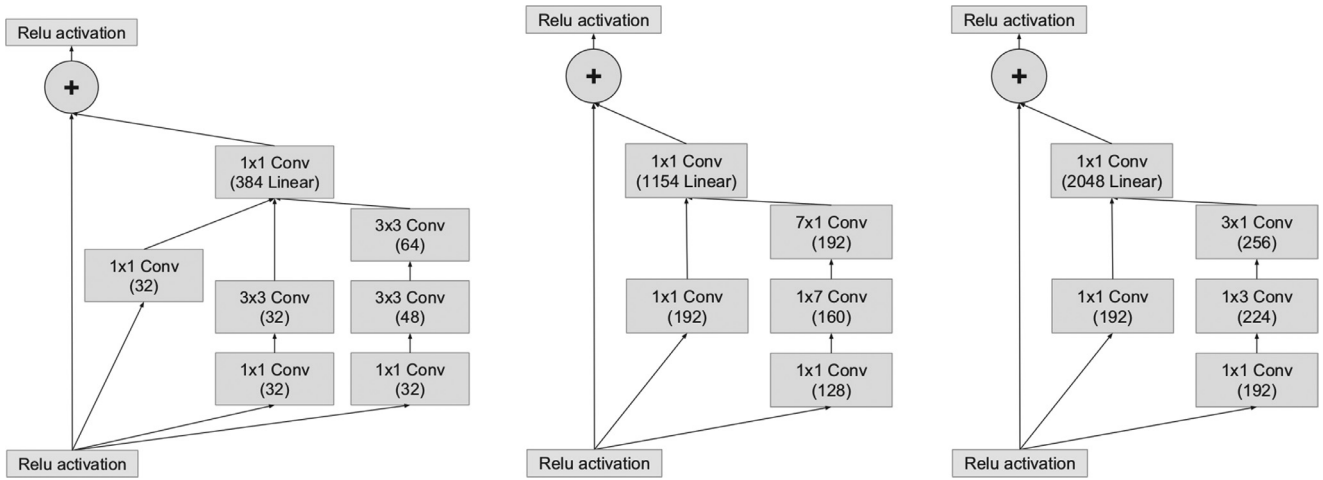 Relu activation
+
1x1 Conv
(384 Linear)
3x3 Conv
(64)
1x1 Conv
(32)
3x3 Conv
(32)
3x3 Conv
(48)
1x1 Conv
(32)
1x1 Conv
(32)
Relu activation
Relu activation
+
1x1 Conv
(1154 Linear)
7x1 Conv
(192)
1x1 Conv
(192)
1x7 Conv
(160)
1x1 Conv
(128)
Relu activation
Relu activation
+
1x1 Conv
(2048 Linear)
3x1 Conv
(256)
1x1 Conv
(192)
1x3 Conv
(224)
1x1 Conv
(192)
Relu activation